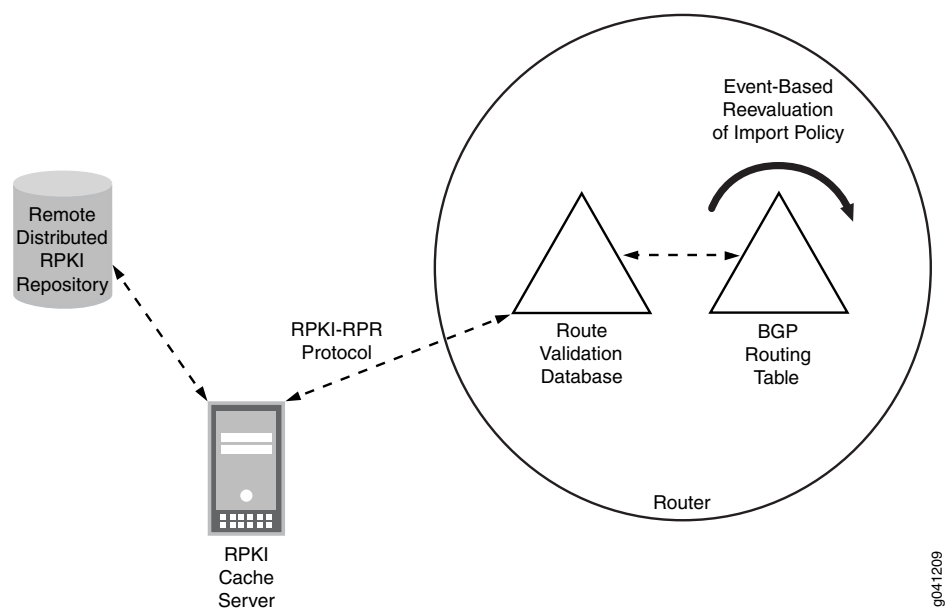 Event-Based
Reevaluation
of Import Policy
Remote
Distributed
RPKI
Repository
RPKI-RPR
Protocol
Route
Validation
Database
BGP
Routing
Table
Router
RPKI
Cache
Server
g041209